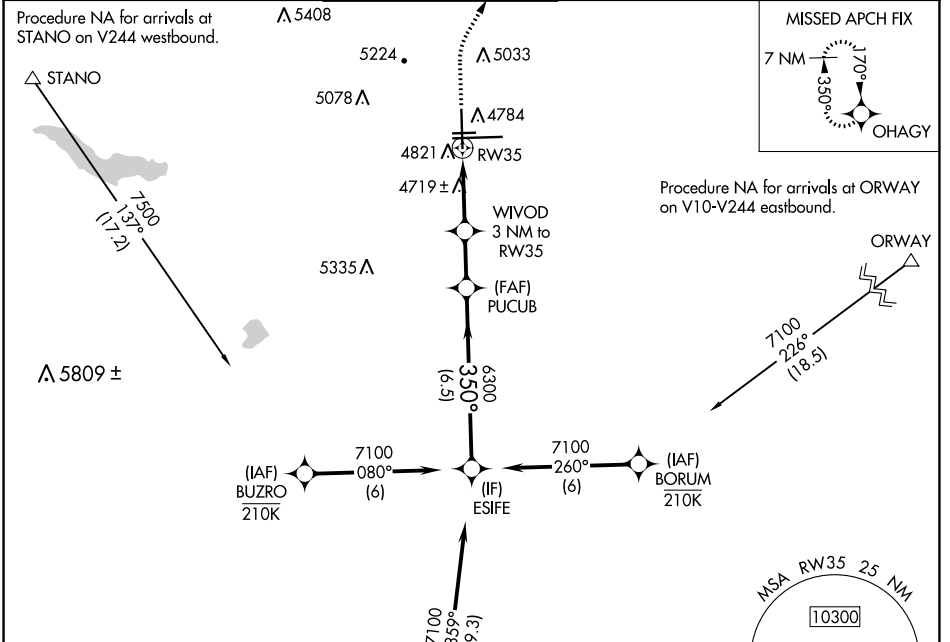 Procedure NA for arrivals at
STANO on V244 westbound.
5408
5224
5033
5078
4784
4821
RW35
4719 ±
STANO
7500
137°
(17.2)
MISSED APCH FIX
7 NM
350°
170°
OHAGY
Procedure NA for arrivals at ORWAY
on V10-V244 eastbound.
ORWAY
7100
226°
(18.5)
WIVOD
3 NM to
RW35
5335
(FAF)
PUCUB
5809 ±
6300
350°
(6.5)
(IAF)
BUZRO
210K
7100
080°
(6)
(IF)
ESIFE
7100
260°
(6)
(IAF)
BORUM
210K
7100
MSA RW35 25 NM
10300